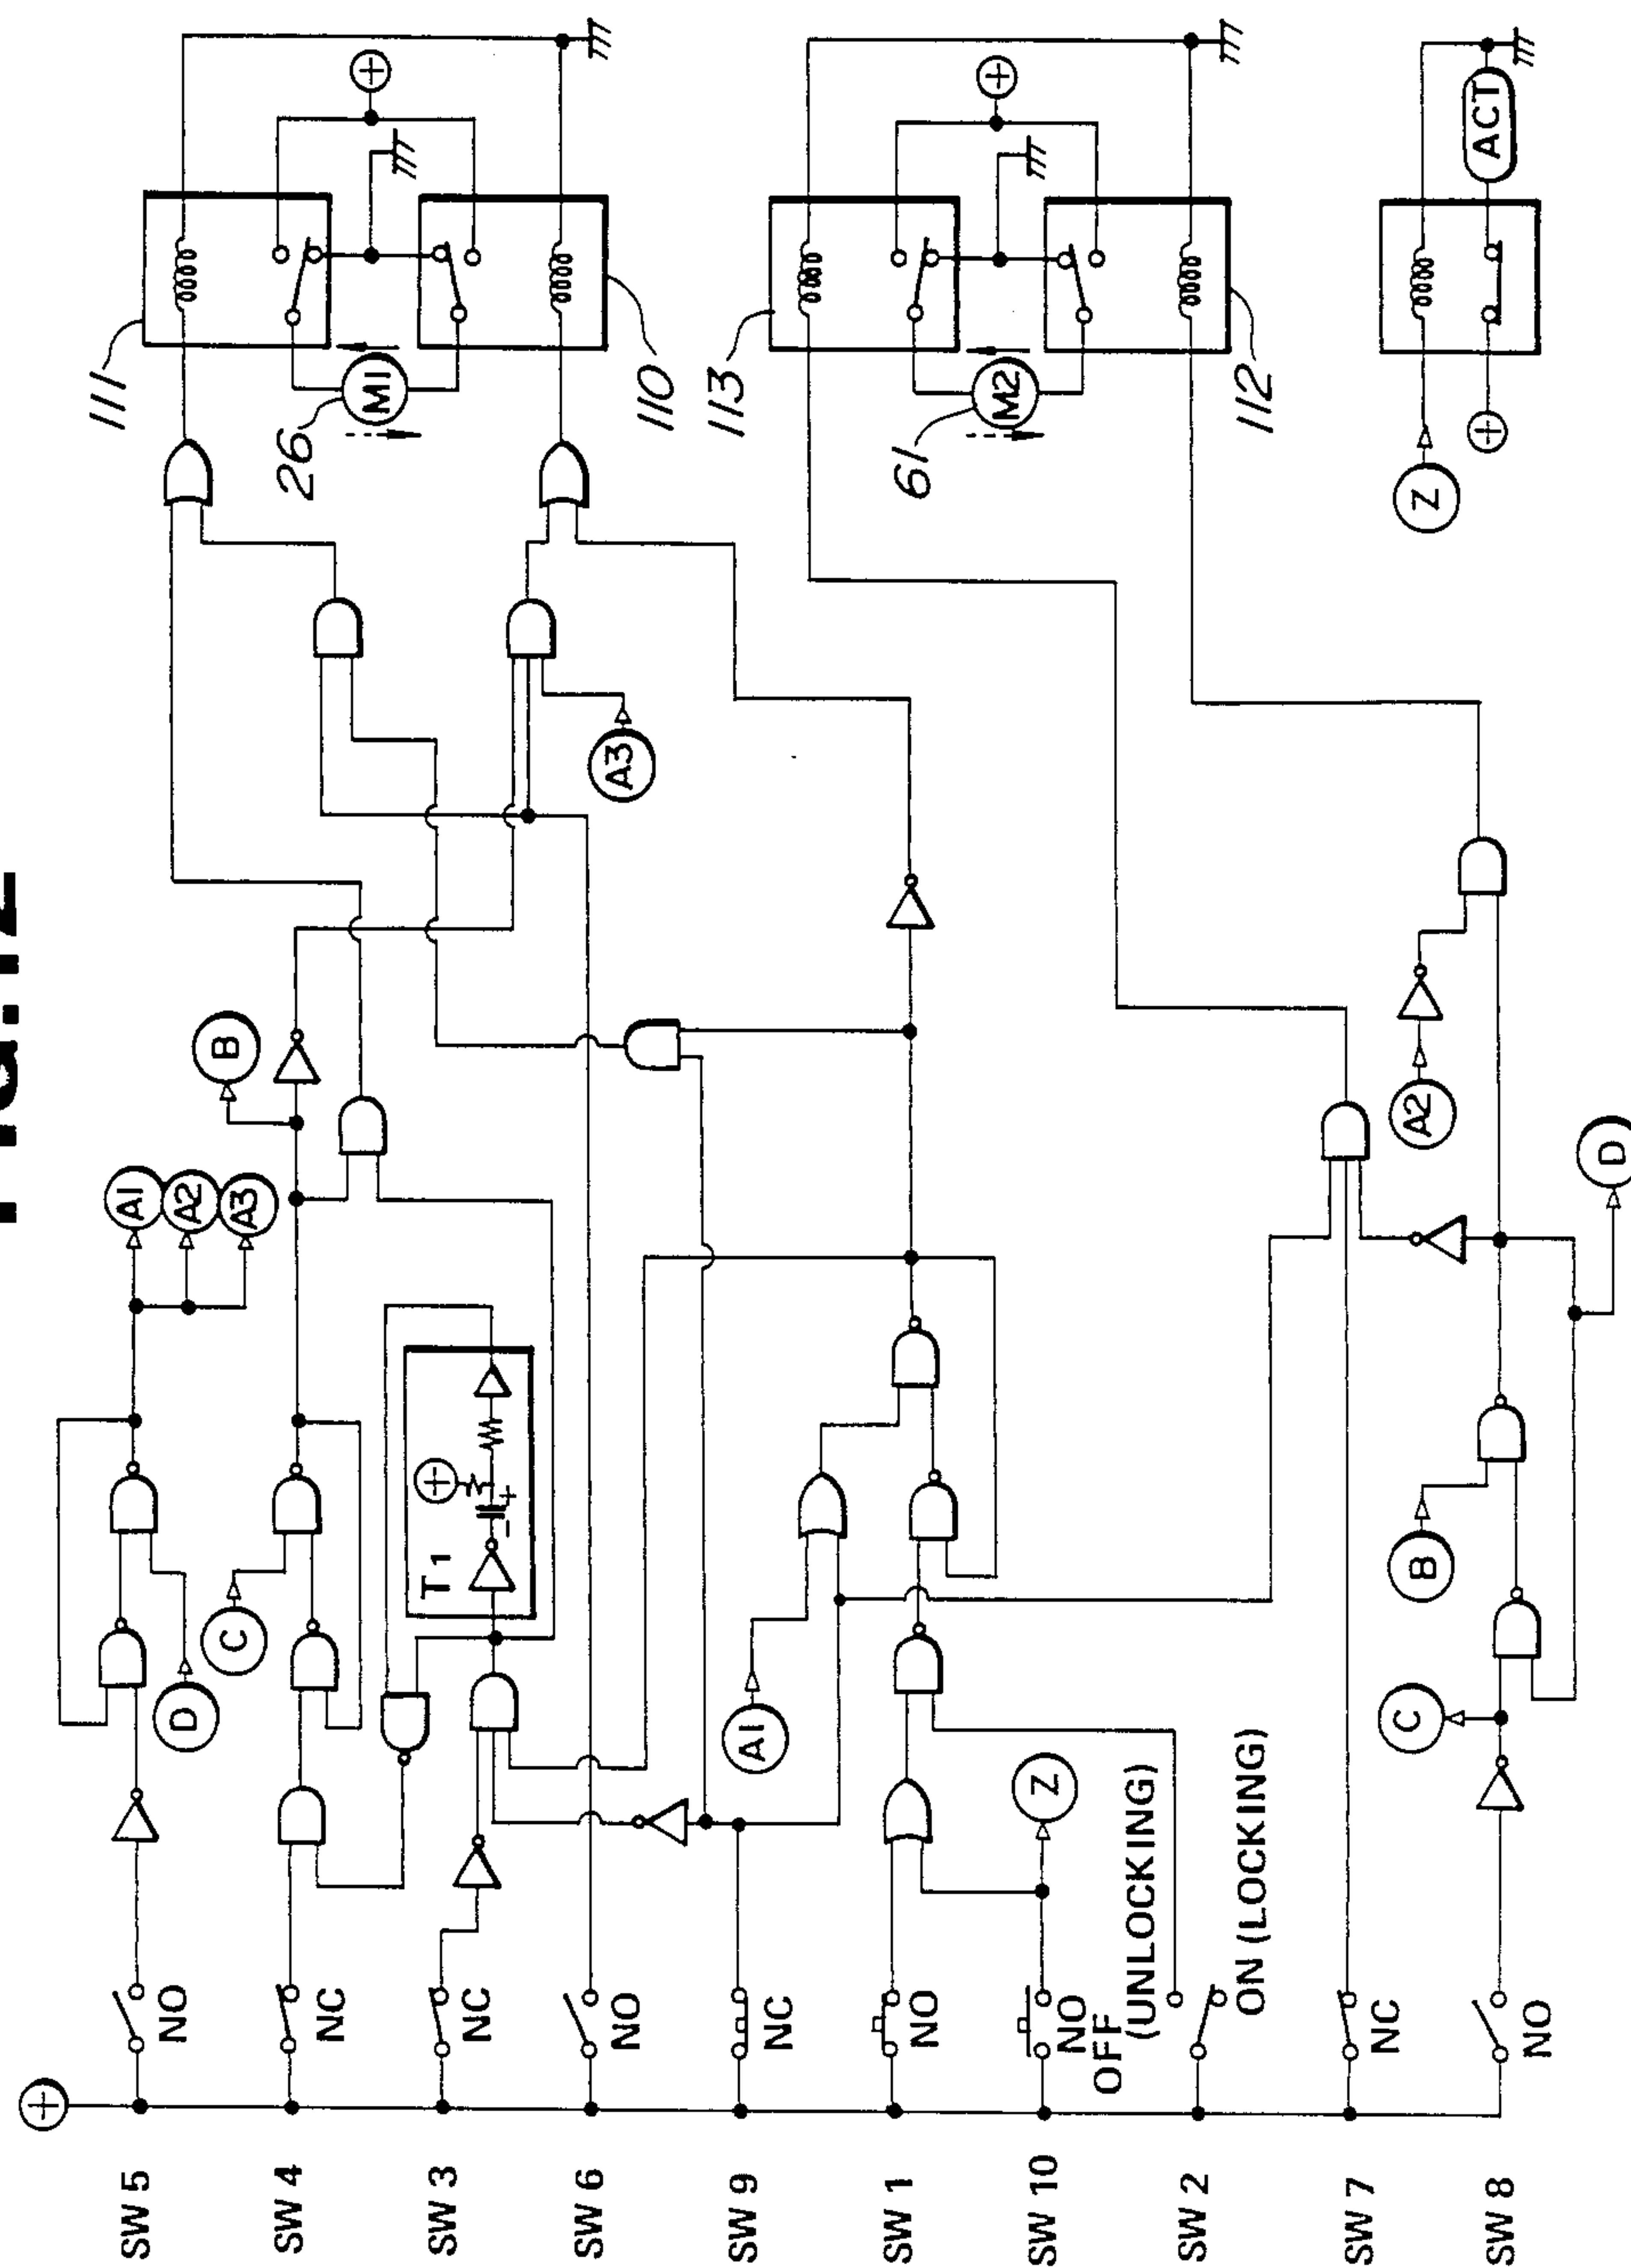 SW 5
NO
SW 4
NC
SW 3
NC
SW 6
NO
SW 9
NC
SW 1
NO
SW 10
NO
OFF
(UNLOCKING)
SW 2
ON (LOCKING)
SW 7
NC
SW 8
NO
D
C
T1
- +
+
A1
A2
A3
B
A1
Z
C
B
A2
D
A3
111
26
M1
110
113
61
M2
112
Z
ACT
+
+
+
+